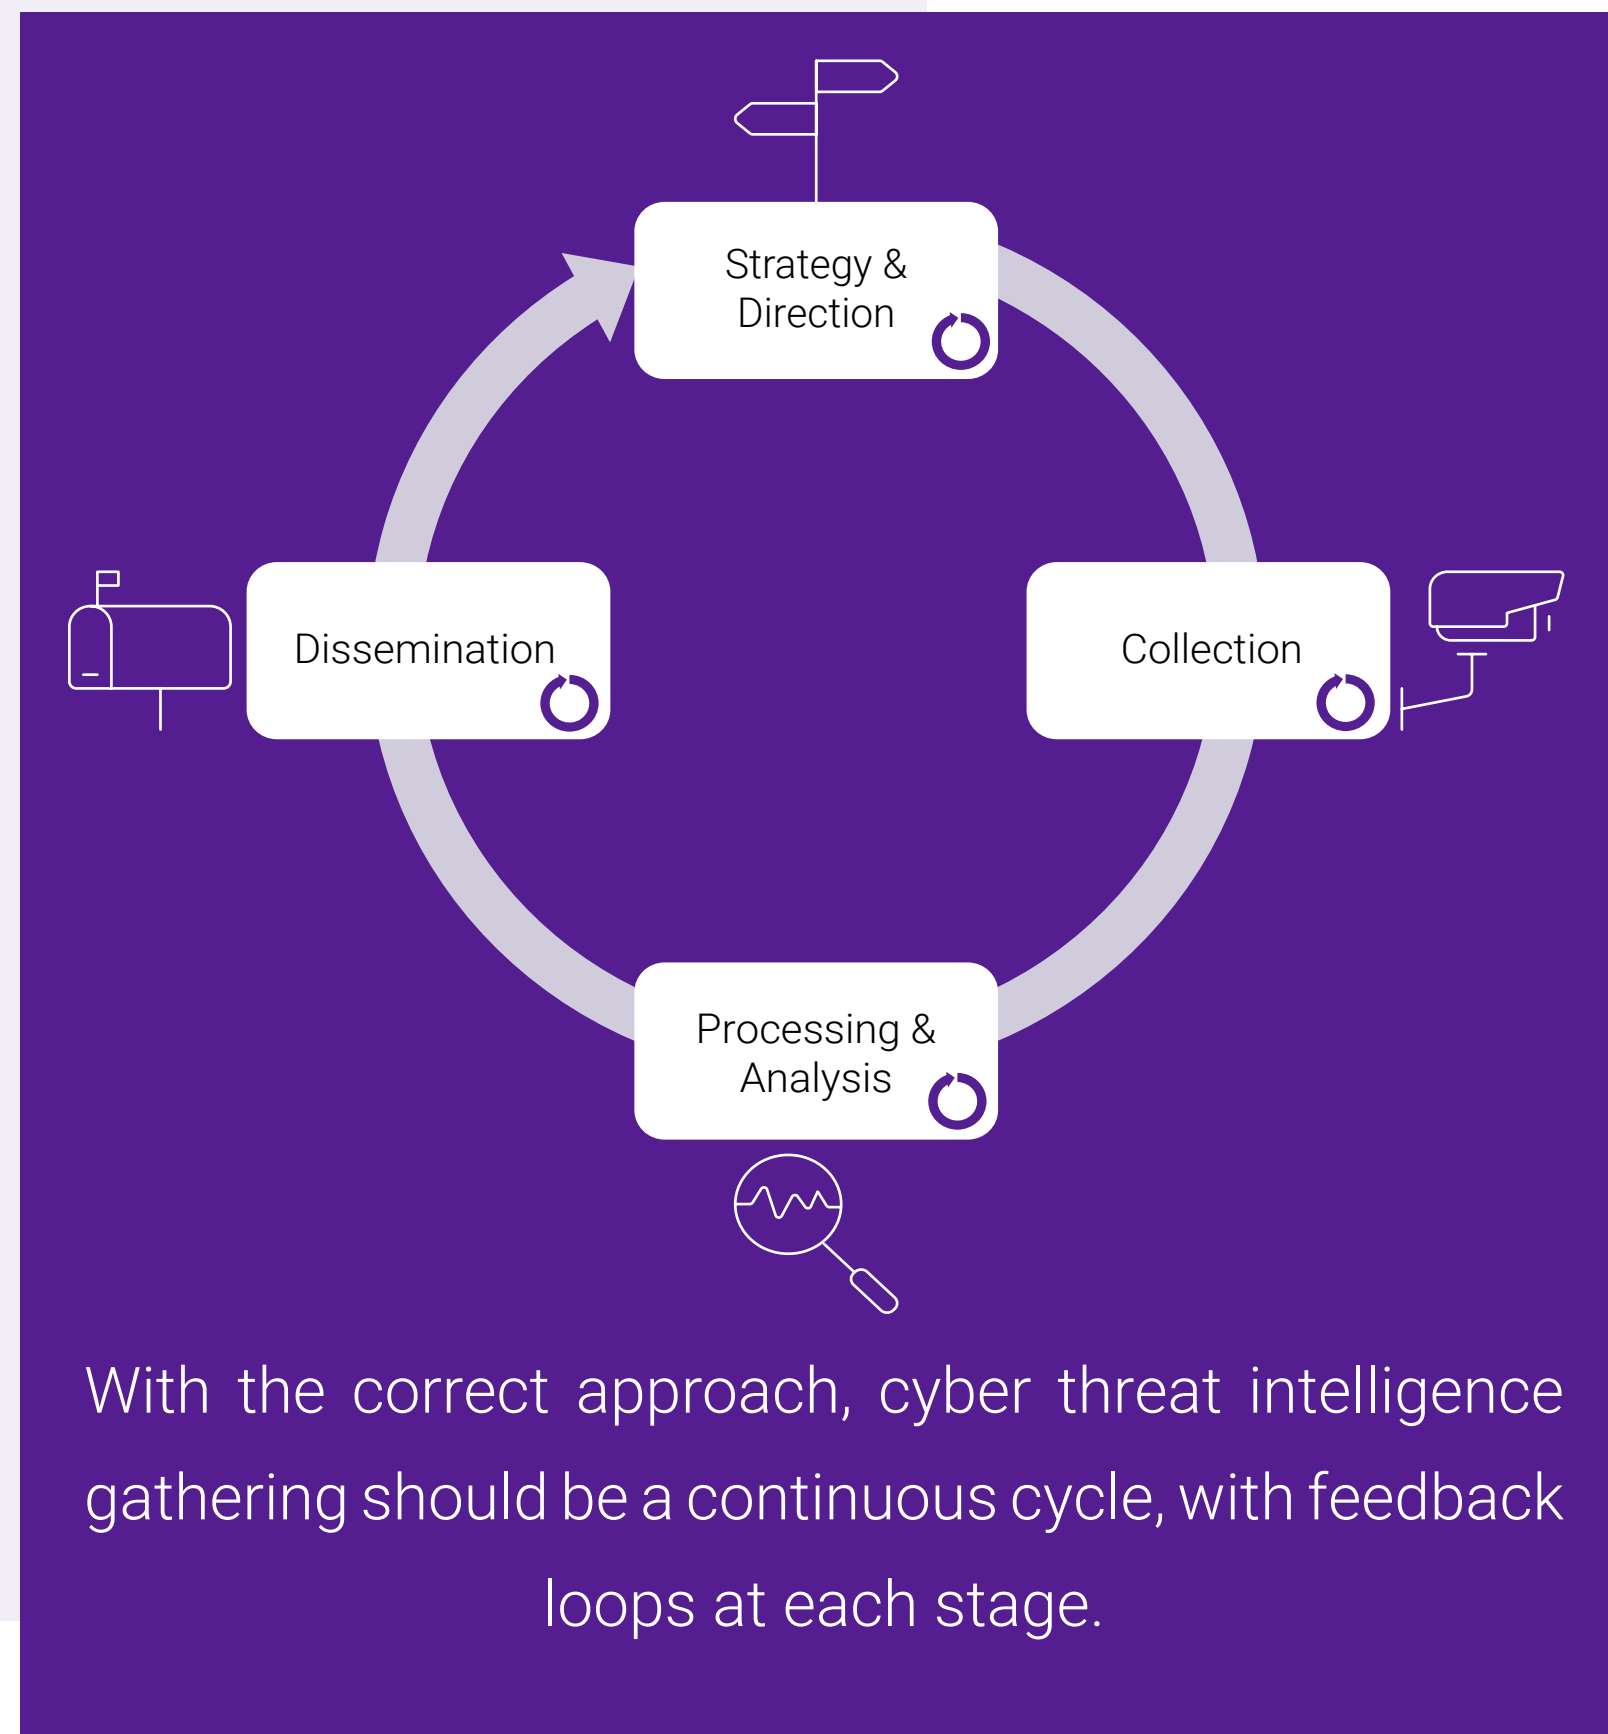 Strategy &
Direction
Dissemination
Collection
Processing &
Analysis
With the correct approach, cyber threat intelligence
gathering should be a continuous cycle, with feedback
loops at each stage.